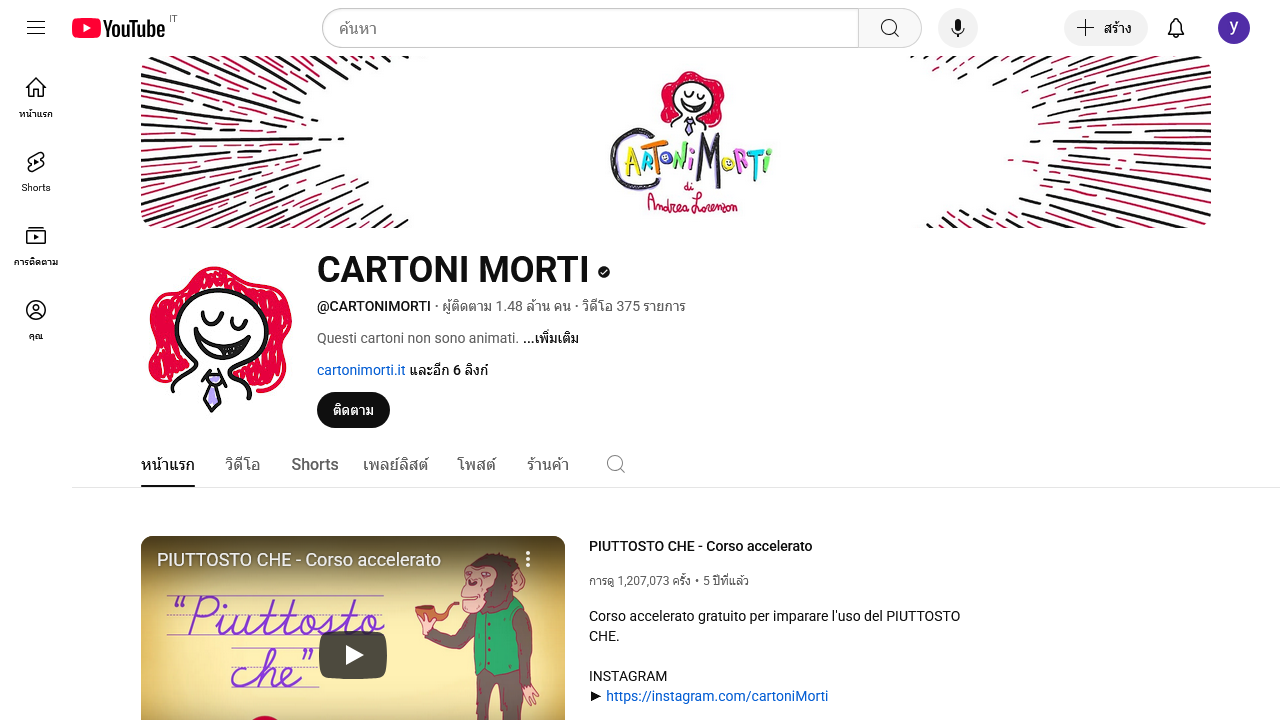 YouTube IT
ค้นหา
สร้าง
y
หน้าแรก
Shorts
การติดตาม
คุณ
CARTONI MORTI
di
Andrea Lorenzon
CARTONI MORTI
@CARTONIMORTI • ผู้ติดตาม 1.48 ล้าน คน • วิดีโอ 375 รายการ
Questi cartoni non sono animati. ...เพิ่มเติม
cartonimorti.it และอีก 6 ลิงก์
ติดตาม
หน้าแรก วิดีโอ Shorts เพลย์ลิสต์ โพสต์ ร้านค้า
PIUTTOSTO CHE - Corso accelerato
"Piuttosto
che"
PIUTTOSTO CHE - Corso accelerato
การดู 1,207,073 ครั้ง • 5 ปีที่แล้ว
Corso accelerato gratuito per imparare l'uso del PIUTTOSTO
CHE.
INSTAGRAM
► https://instagram.com/cartoniMorti